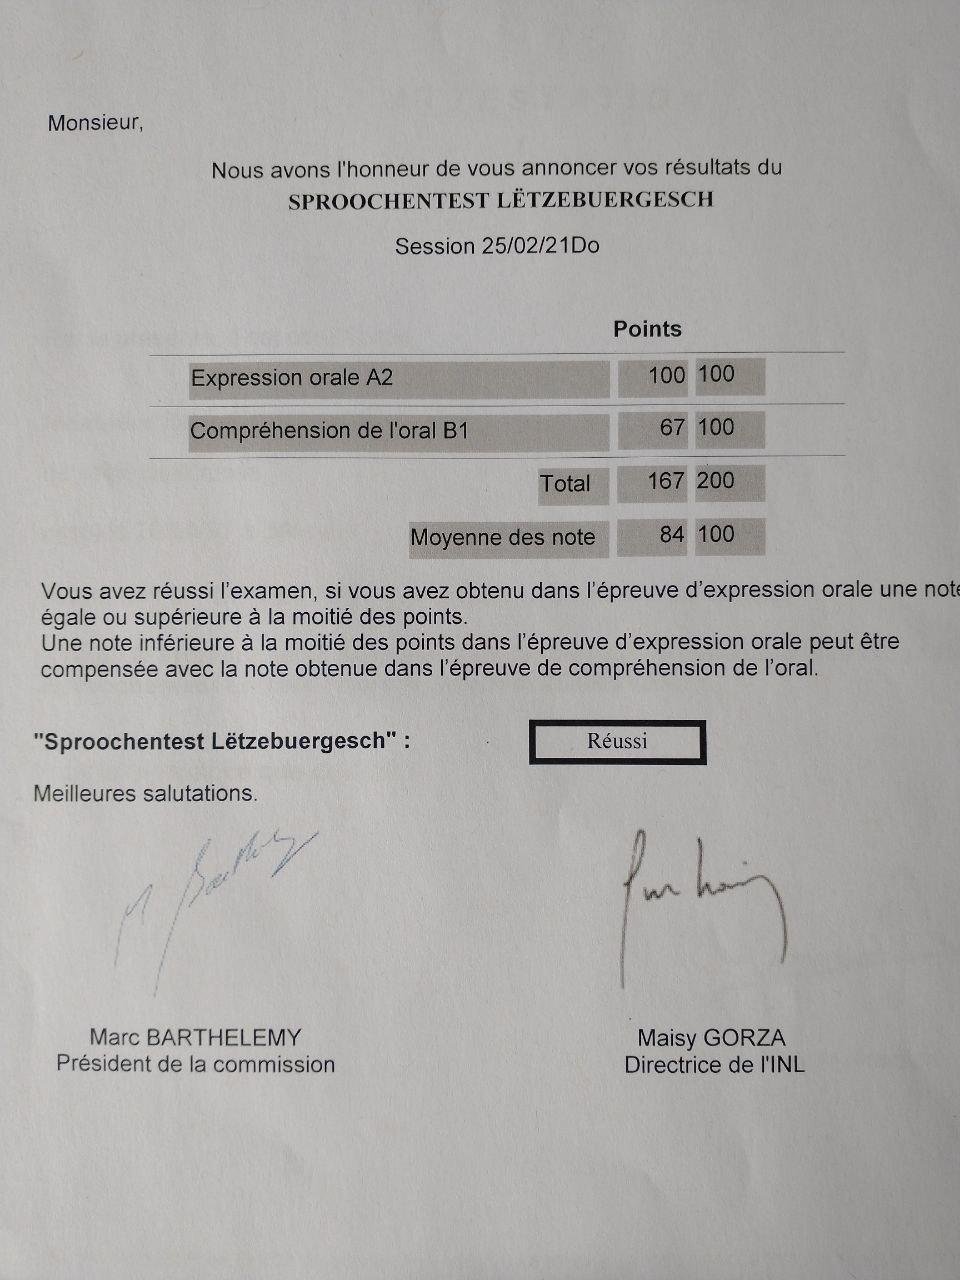 Monsieur,
Nous avons l'honneur de vous annoncer vos résultats du
SPROOCHENTEST LËTZEBUERGESCH
Session 25/02/21Do
Points
Expression orale A2 100 100
Compréhension de l'oral B1 67 100
Total 167 200
Moyenne des note 84 100
Vous avez réussi l'examen, si vous avez obtenu dans l'épreuve d'expression orale une note
égale ou supérieure à la moitié des points.
Une note inférieure à la moitié des points dans l'épreuve d'expression orale peut être
compensée avec la note obtenue dans l'épreuve de compréhension de l'oral.
"Sproochentest Lëtzebuergesch" : Réussi
Meilleures salutations.
Marc BARTHELEMY Maisy GORZA
Président de la commission Directrice de l'INL